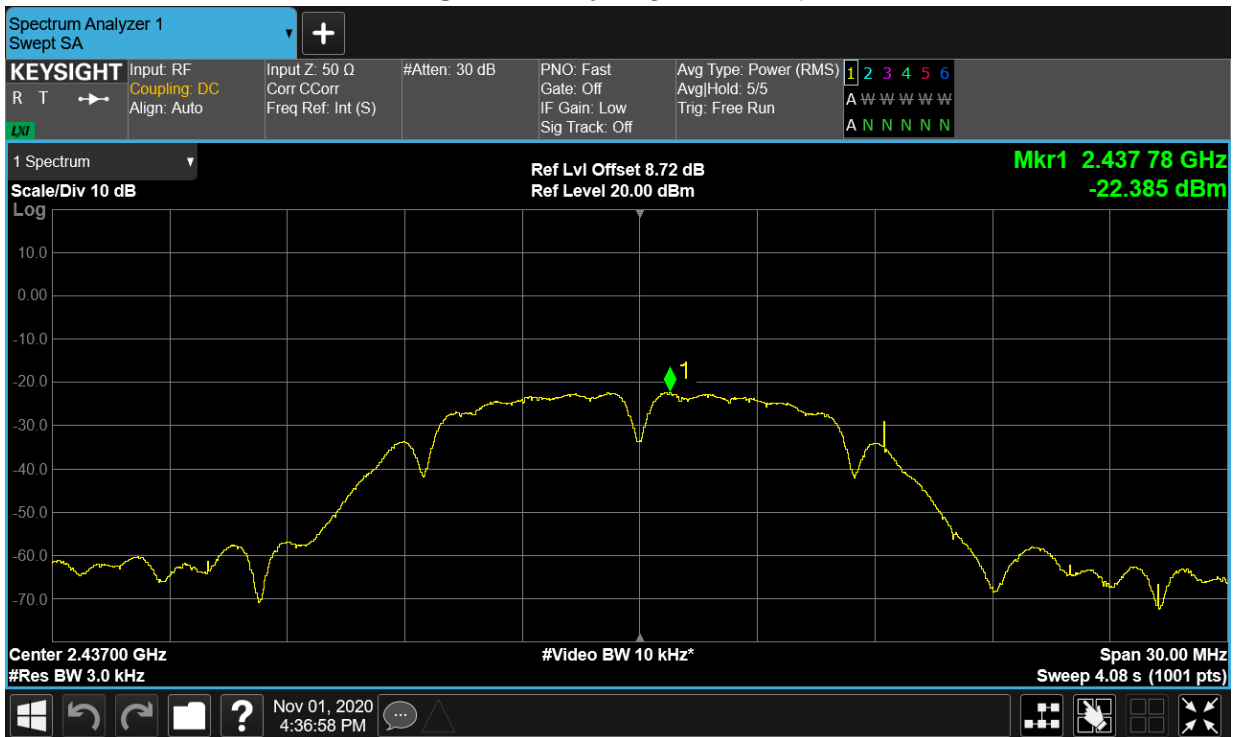 Spectrum Analyzer 1
Swept SA
+
KEYSIGHT
R T
LXI
Input: RF
Coupling: DC
Align: Auto
Input Z: 50 Ω
Corr CCorr
Freq Ref: Int (S)
#Atten: 30 dB
PNO: Fast
Gate: Off
IF Gain: Low
Sig Track: Off
Avg Type: Power (RMS)
Avg|Hold: 5/5
Trig: Free Run
1 2 3 4 5 6
A W W W W W
A N N N N N
1 Spectrum
Scale/Div 10 dB
Ref Lvl Offset 8.72 dB
Ref Level 20.00 dBm
Mkr1 2.437 78 GHz
-22.385 dBm
Log
10.0
0.00
-10.0
1
-20.0
-30.0
-40.0
-50.0
-60.0
-70.0
Center 2.43700 GHz
#Video BW 10 kHz*
Span 30.00 MHz
#Res BW 3.0 kHz
Sweep 4.08 s (1001 pts)
?
Nov 01, 2020
4:36:58 PM